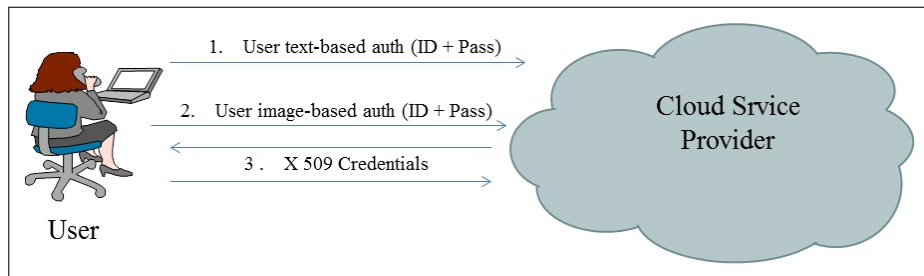 1. User text-based auth (ID + Pass)
2. User image-based auth (ID + Pass)
Cloud Srvice
Provider
3 . X 509 Credentials
User